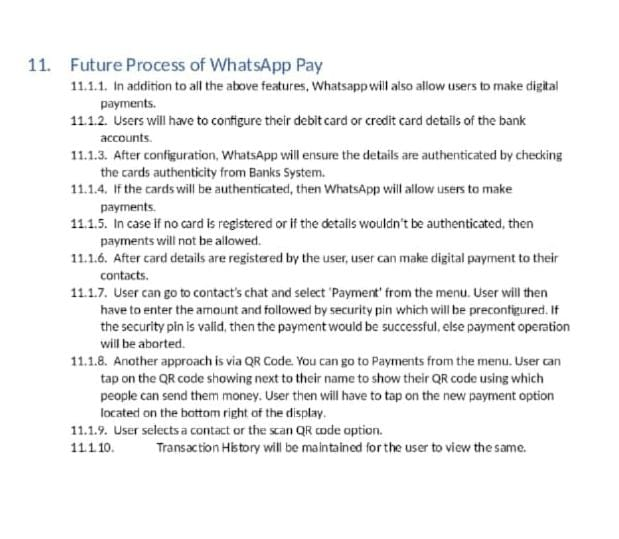 11. Future Process of WhatsApp Pay
11.1.1. In addition to all the above features, Whatsapp will also allow users to make digital
payments.
11.1.2. Users will have to configure their debit card or credit card details of the bank
accounts.
11.1.3. After configuration, WhatsApp will ensure the details are authenticated by checking
the cards authenticity from Banks System.
11.1.4. If the cards will be authenticated, then WhatsApp will allow users to make
payments.
11.1.5. In case if no card is registered or if the details wouldn't be authenticated, then
payments will not be allowed.
11.1.6. After card details are registered by the user, user can make digital payment to their
contacts.
11.1.7. User can go to contact's chat and select 'Payment' from the menu. User will then
have to enter the amount and followed by security pin which will be preconfigured. If
the security pin is valid, then the payment would be successful, else payment operation
will be aborted.
11.1.8. Another approach is via QR Code. You can go to Payments from the menu. User can
tap on the QR code showing next to their name to show their QR code using which
people can send them money. User then will have to tap on the new payment option
located on the bottom right of the display.
11.1.9. User selects a contact or the scan QR code option.
11.1.10. Transaction History will be maintained for the user to view the same.